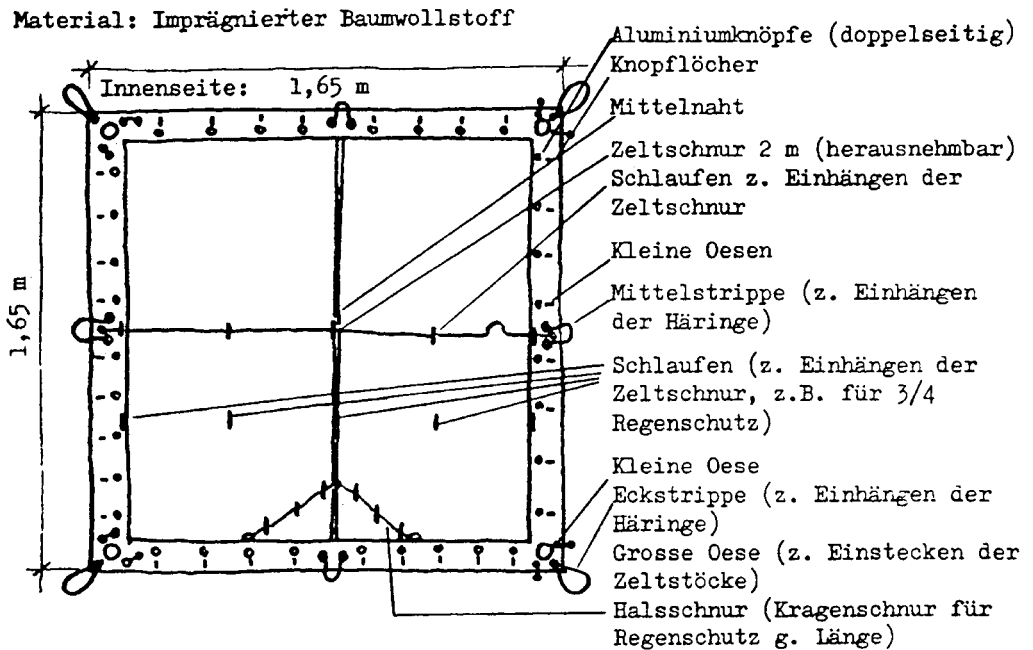 Material: Imprägnierter Baumwollstoff
Innenseite: 1,65 m
1,65 m
Aluminiumknöpfe (doppelseitig)
Knopflöcher
Mittelnaht
Zeltschnur 2 m (herausnehmbar)
Schlaufen z. Einhängen der
Zeltschnur
Kleine Oesen
Mittelstrippe (z. Einhängen
der Häringe)
Schlaufen (z. Einhängen der
Zeltschnur, z.B. für 3/4
Regenschutz)
Kleine Oese
Eckstrippe (z. Einhängen der
Häringe)
Grosse Oese (z. Einstecken der
Zeltstöcke)
Halsschnur (Kragenschnur für
Regenschutz g. Länge)